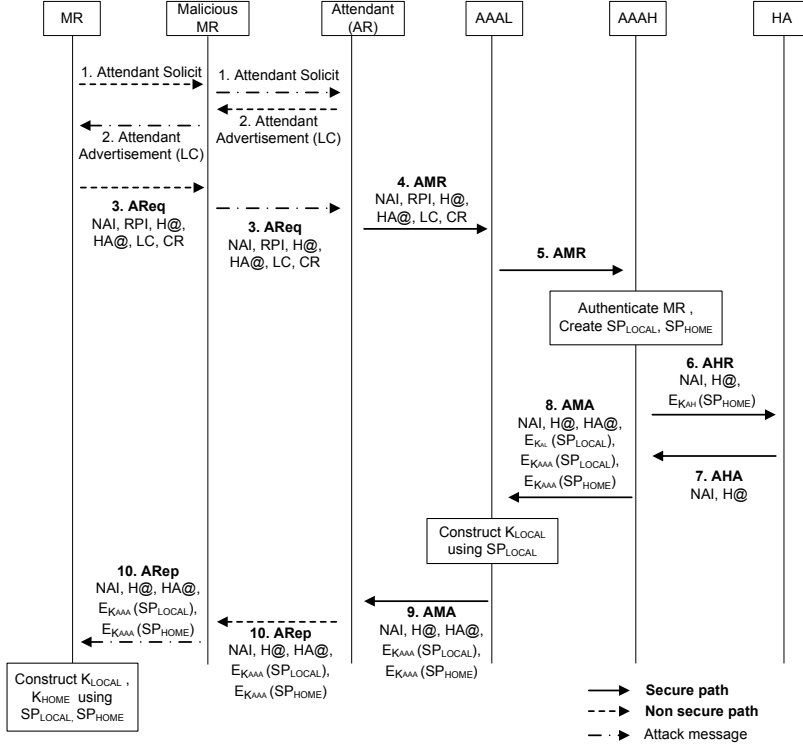 MR
Malicious
MR
Attendant
(AR)
AAAL
AAAH
HA
1. Attendant Solicit
1. Attendant Solicit
2. Attendant
Advertisement (LC)
2. Attendant
Advertisement (LC)
3. AReq
NAI, RPI, H@,
HA@, LC, CR
3. AReq
NAI, RPI, H@,
HA@, LC, CR
4. AMR
NAI, RPI, H@,
HA@, LC, CR
5. AMR
Authenticate MR ,
Create SPLOCAL, SPHOME
6. AHR
NAI, H@,
EKAH (SPHOME)
7. AHA
NAI, H@
8. AMA
NAI, H@, HA@,
EKAL (SPLOCAL),
EKAAA (SPLOCAL),
EKAAA (SPHOME)
Construct KLOCAL
using SPLOCAL
9. AMA
NAI, H@, HA@,
EKAAA (SPLOCAL),
EKAAA (SPHOME)
10. ARep
NAI, H@, HA@,
EKAAA (SPLOCAL),
EKAAA (SPHOME)
10. ARep
NAI, H@, HA@,
EKAAA (SPLOCAL),
EKAAA (SPHOME)
Construct KLOCAL ,
KHOME using
SPLOCAL, SPHOME
Secure path
Non secure path
Attack message